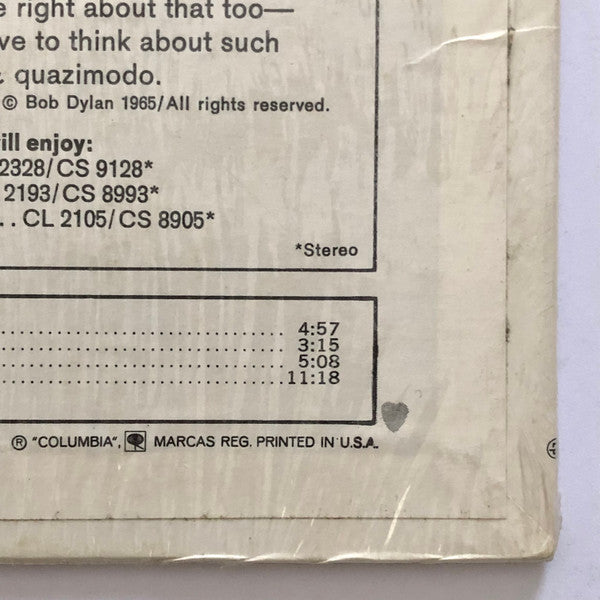 e right about that too—
ve to think about such
& quazimodo.
© Bob Dylan 1965/All rights reserved.
ill enjoy:
2328/CS 9128*
2193/CS 8993*
. . CL 2105/CS 8905*
*Stereo
4:57
3:15
5:08
11:18
® "COLUMBIA", MARCAS REG. PRINTED IN U.S.A.